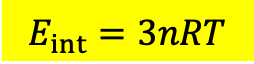 E_int = 3nRT